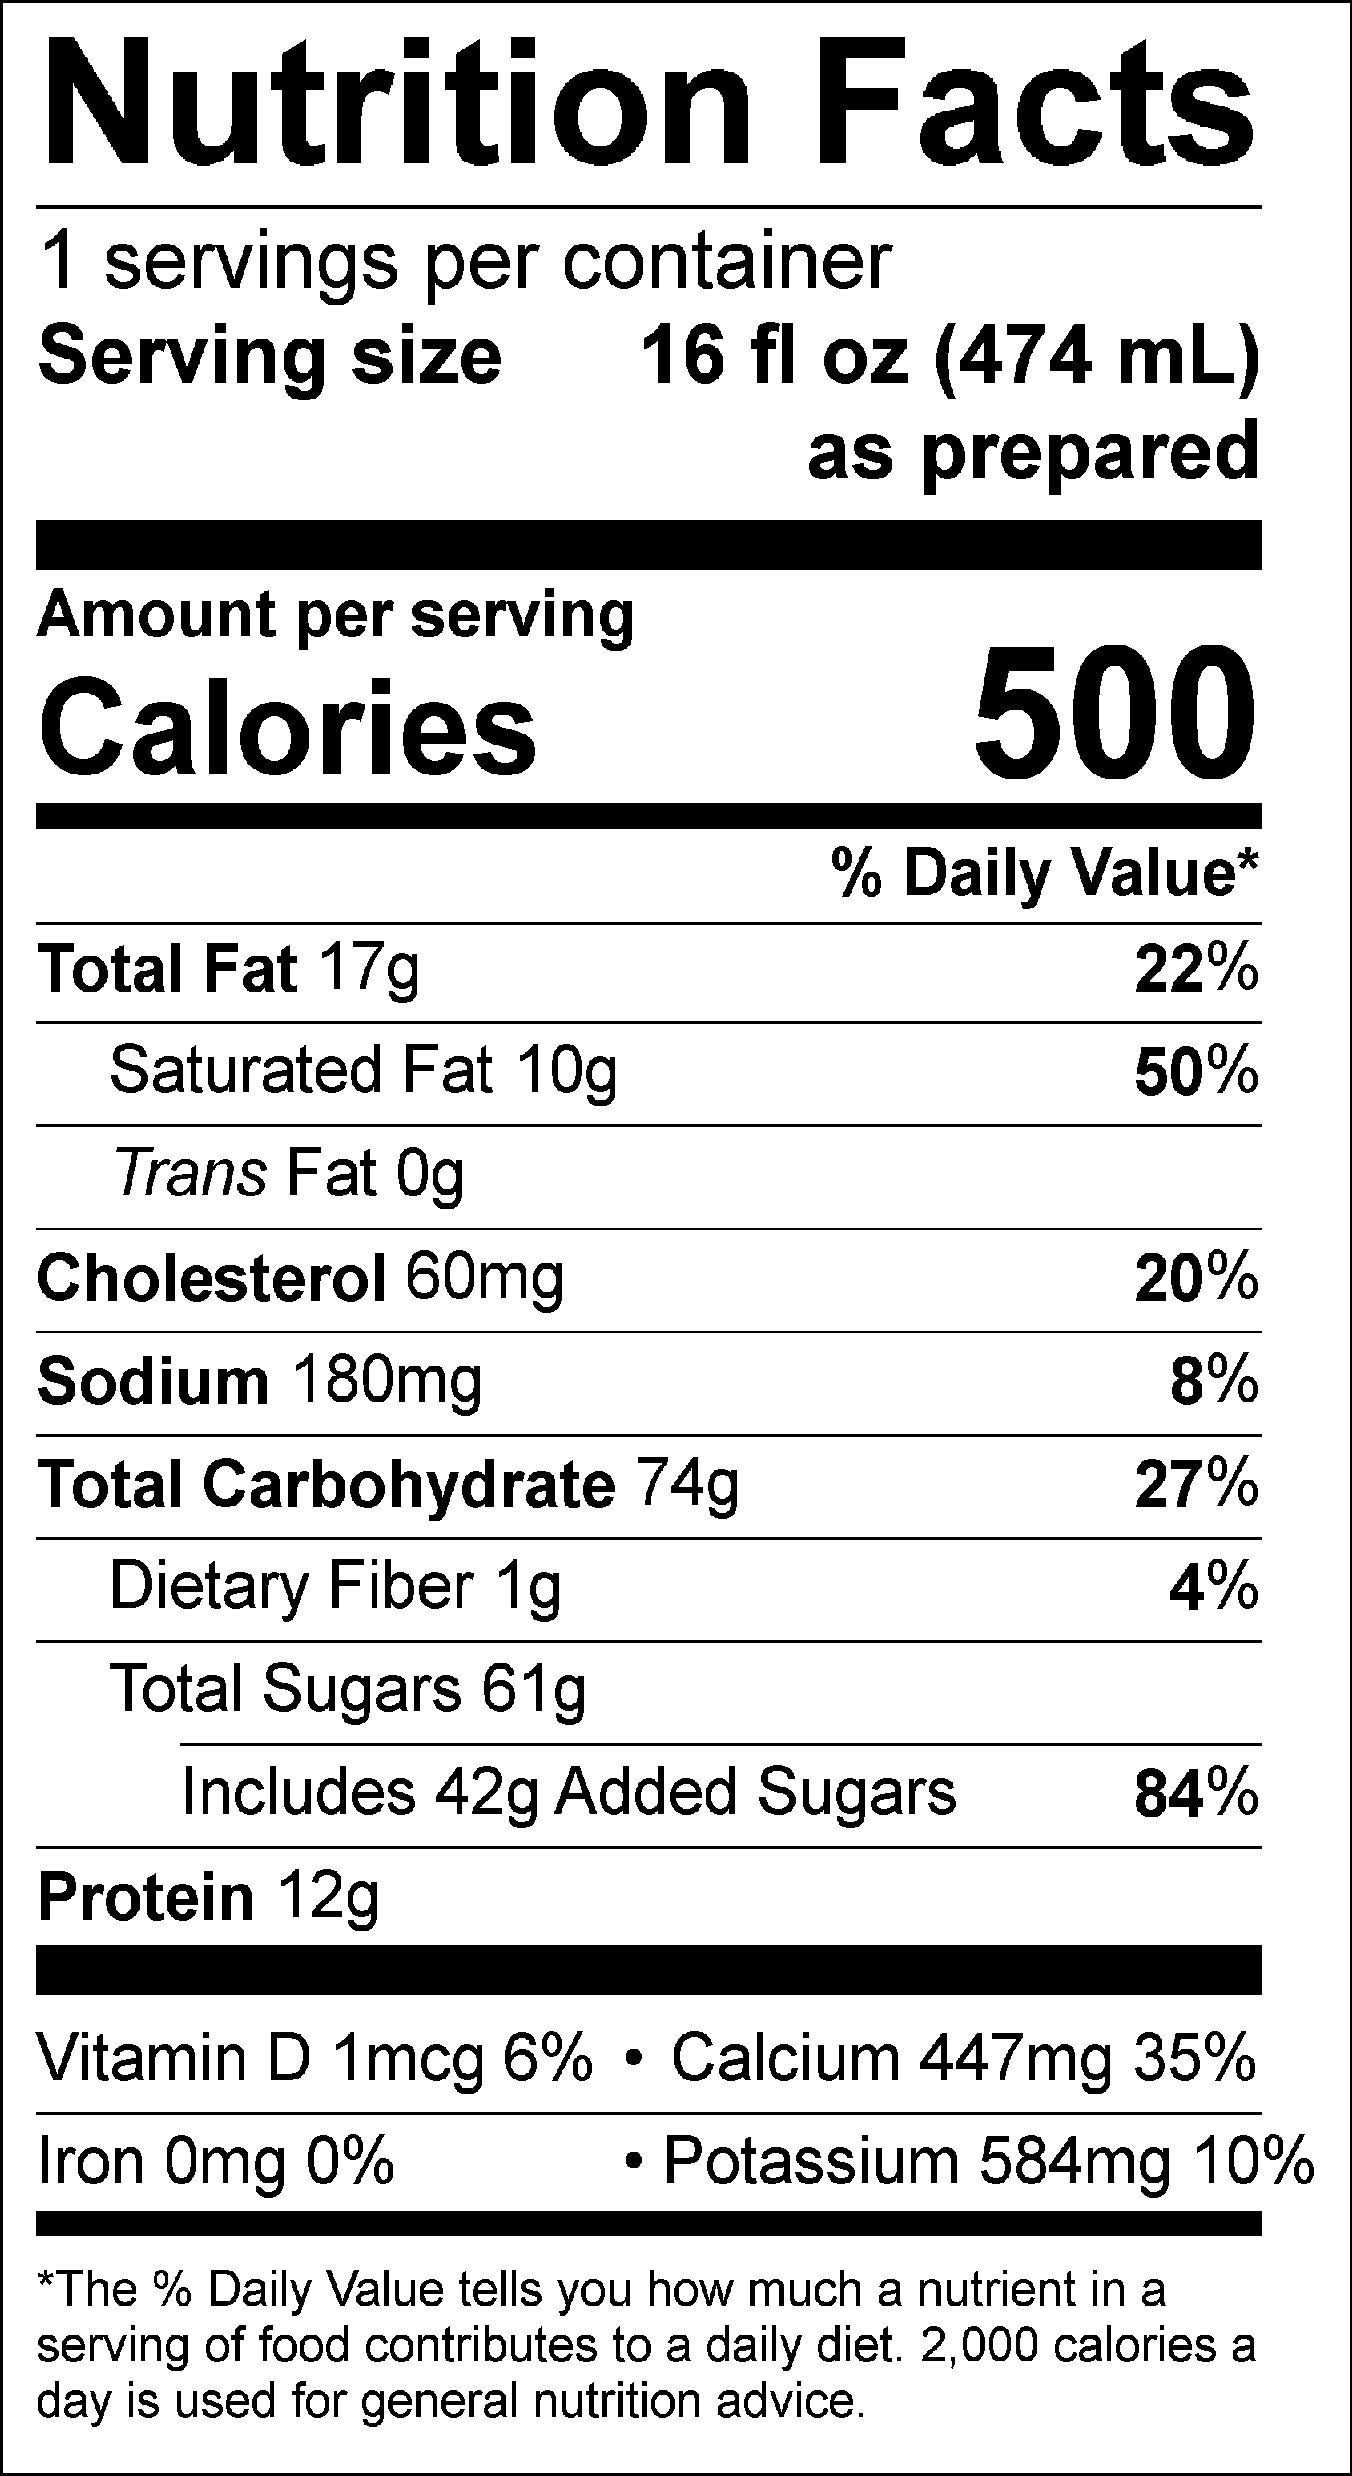 Nutrition Facts
1 servings per container
Serving size 16 fl oz (474 mL)
as prepared
Amount per serving
Calories 500
% Daily Value*
Total Fat 17g 22%
Saturated Fat 10g 50%
Trans Fat 0g
Cholesterol 60mg 20%
Sodium 180mg 8%
Total Carbohydrate 74g 27%
Dietary Fiber 1g 4%
Total Sugars 61g
Includes 42g Added Sugars 84%
Protein 12g
Vitamin D 1mcg 6% • Calcium 447mg 35%
Iron 0mg 0% • Potassium 584mg 10%
*The % Daily Value tells you how much a nutrient in a
serving of food contributes to a daily diet. 2,000 calories a
day is used for general nutrition advice.